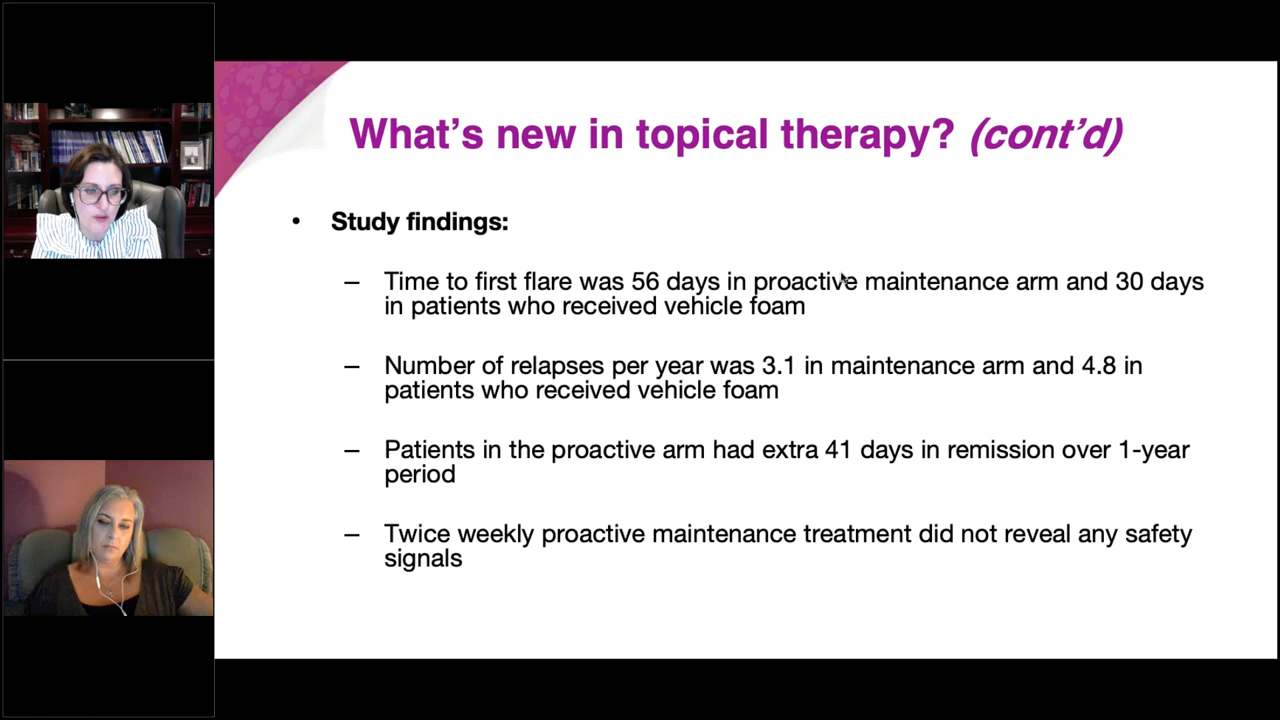 What's new in topical therapy? (cont'd)
• Study findings:
– Time to first flare was 56 days in proactive maintenance arm and 30 days
in patients who received vehicle foam
– Number of relapses per year was 3.1 in maintenance arm and 4.8 in
patients who received vehicle foam
– Patients in the proactive arm had extra 41 days in remission over 1-year
period
– Twice weekly proactive maintenance treatment did not reveal any safety
signals